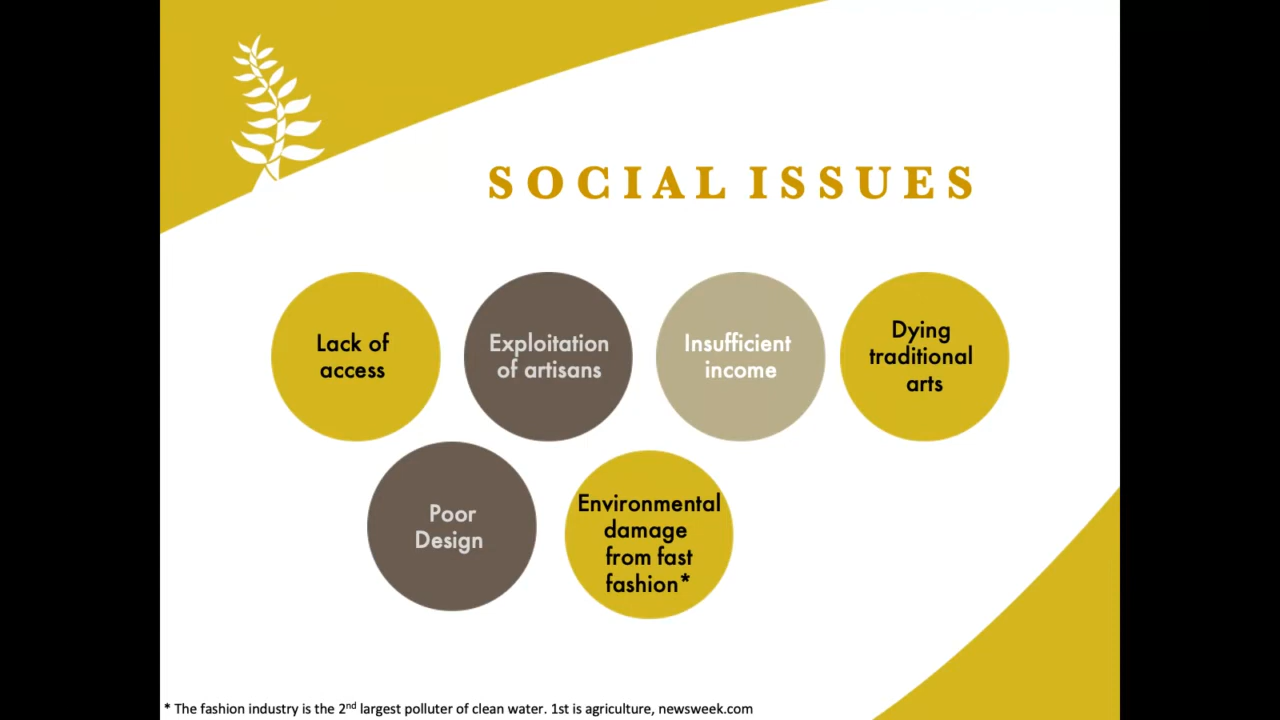 SOCIAL ISSUES
Lack of
access
Exploitation
of artisans
Insufficient
income
Dying
traditional
arts
Poor
Design
Environmental
damage
from fast
fashion*
* The fashion industry is the 2nd largest polluter of clean water. 1st is agriculture, newsweek.com